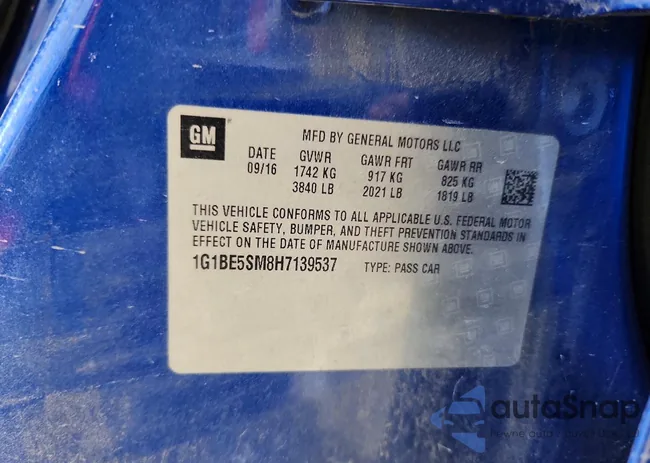 GM
MFD BY GENERAL MOTORS LLC
DATE GVWR GAWR FRT GAWR RR
09/16 1742 KG 917 KG 825 KG
3840 LB 2021 LB 1819 LB
THIS VEHICLE CONFORMS TO ALL APPLICABLE U.S. FEDERAL MOTOR
VEHICLE SAFETY, BUMPER, AND THEFT PREVENTION STANDARDS IN
EFFECT ON THE DATE OF MANUFACTURE SHOWN ABOVE.
1G1BE5SM8H7139537 TYPE: PASS CAR
autaSnap